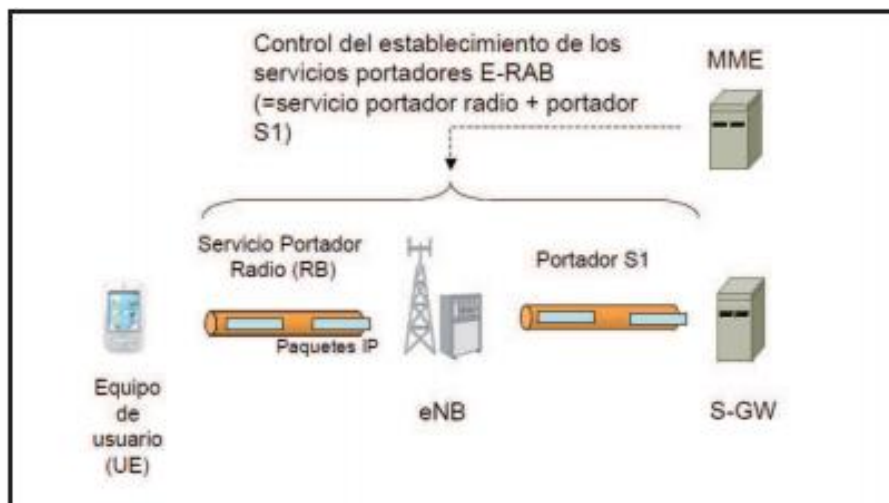 Control del establecimiento de los
servicios portadores E-RAB
(=servicio portador radio + portador
S1)
MME
Servicio Portador
Radio (RB)
Portador S1
Paquetes IP
Equipo
de
usuario
(UE)
eNB
S-GW